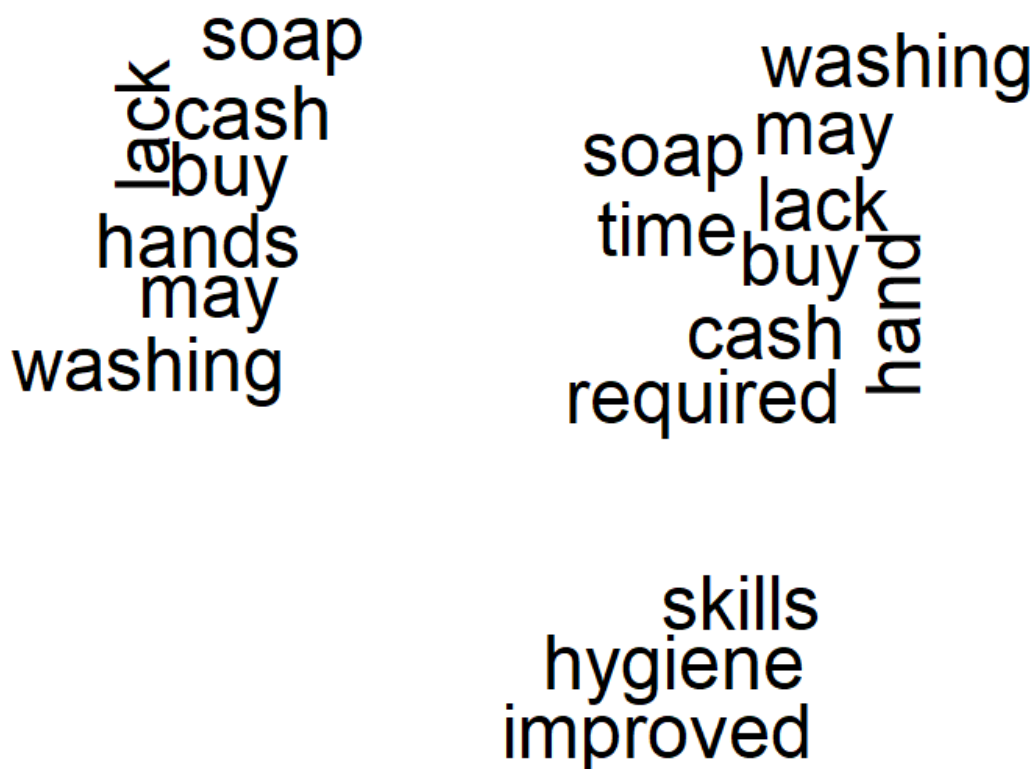 soap
lack
cash
buy
hands
may
washing
washing
may
soap
lack
time
buy
hand
cash
required
skills
hygiene
improved